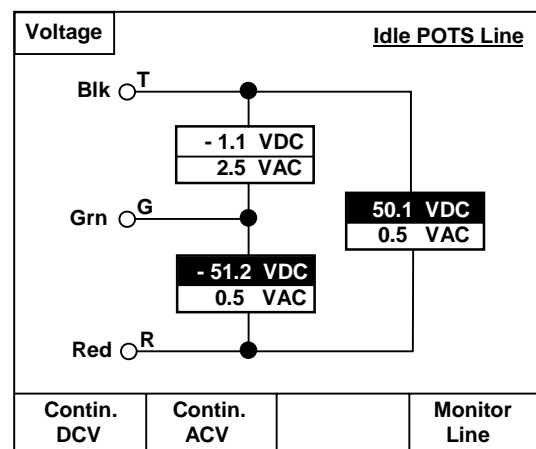 Voltage
Idle POTS Line
Blk T
- 1.1 VDC
2.5 VAC
Grn G
50.1 VDC
0.5 VAC
- 51.2 VDC
0.5 VAC
Red R
Contin. DCV
Contin. ACV
Monitor Line